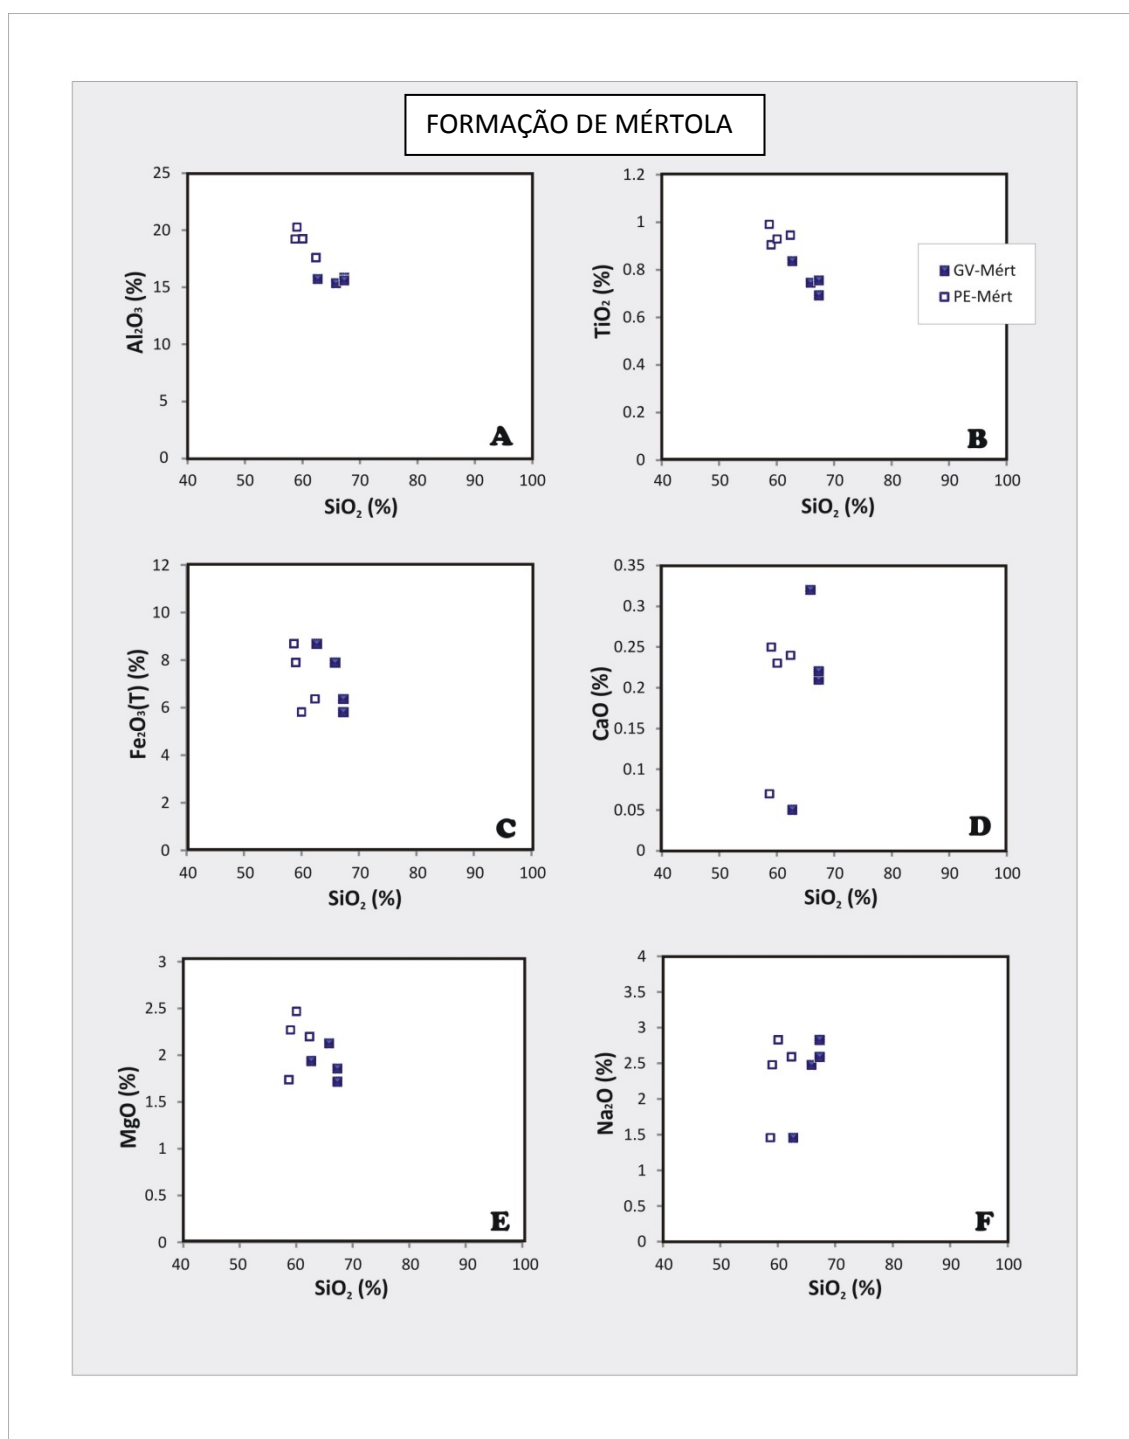 FORMAÇÃO DE MÉRTOLA
25
20
15
10
5
0
Al₂O₃ (%)
40 50 60 70 80 90 100
SiO₂ (%)
A
1.2
1
0.8
0.6
0.4
0.2
0
TiO₂ (%)
40 50 60 70 80 90 100
SiO₂ (%)
B
GV-Mért
PE-Mért
12
10
8
6
4
2
0
Fe₂O₃(T) (%)
40 50 60 70 80 90 100
SiO₂ (%)
C
0.35
0.3
0.25
0.2
0.15
0.1
0.05
0
CaO (%)
40 50 60 70 80 90 100
SiO₂ (%)
D
3
2.5
2
1.5
1
0.5
0
MgO (%)
40 50 60 70 80 90 100
SiO₂ (%)
E
4
3.5
3
2.5
2
1.5
1
0.5
0
Na₂O (%)
40 50 60 70 80 90 100
SiO₂ (%)
F